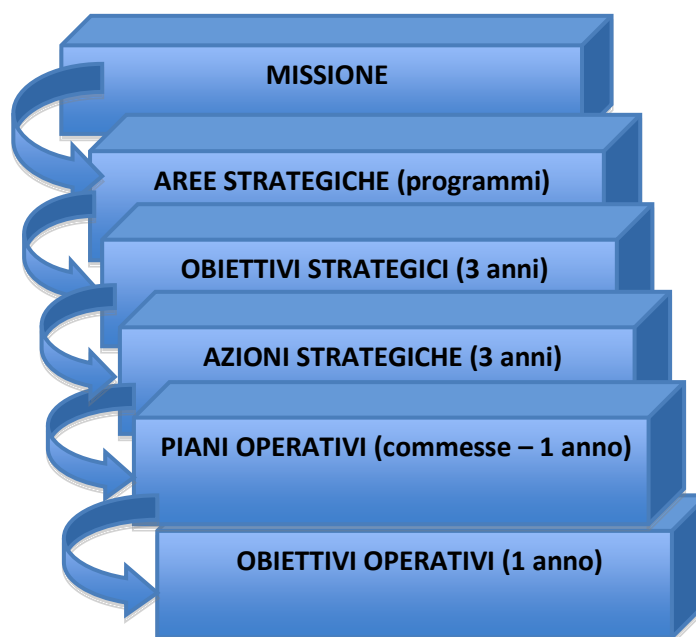 MISSIONE
AREE STRATEGICHE (programmi)
OBIETTIVI STRATEGICI (3 anni)
AZIONI STRATEGICHE (3 anni)
PIANI OPERATIVI (commesse – 1 anno)
OBIETTIVI OPERATIVI (1 anno)